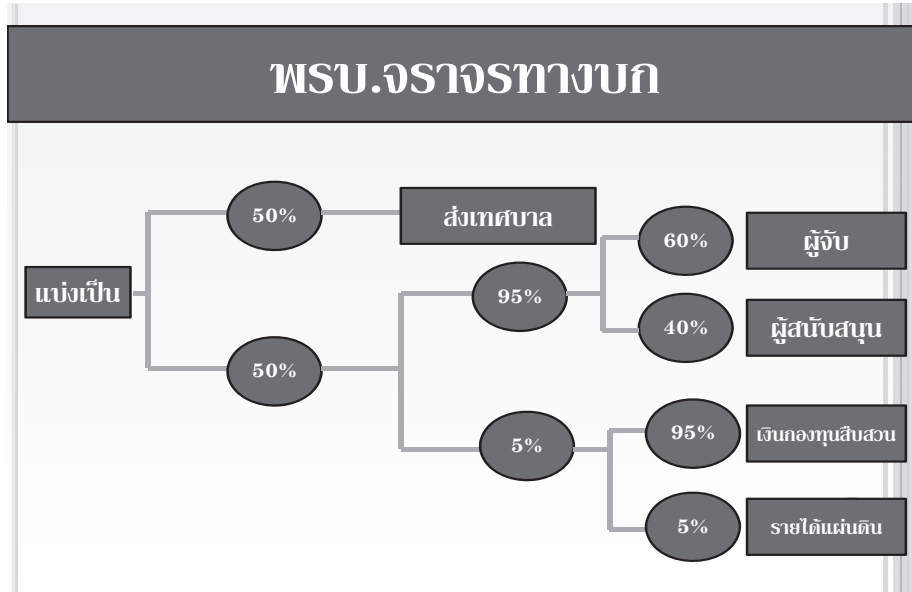 พรบ.จราจรทางบก
50%
ส่งเทศบาล
60%
ผู้จับ
แบ่งเป็น
95%
40%
ผู้สนับสนุน
50%
95%
เงินกองทุนสืบสวน
5%
5%
รายได้แผ่นดิน